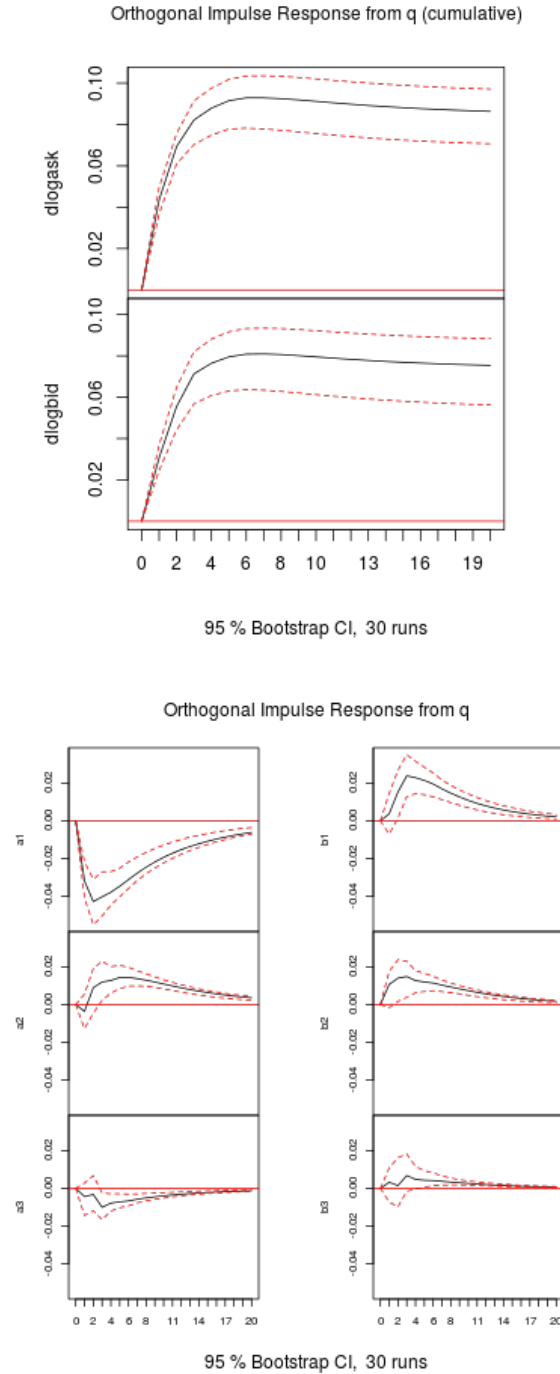 Orthogonal Impulse Response from q (cumulative)
dlogask
0.10
0.06
0.02
dlogbid
0.10
0.06
0.02
0 2 4 6 8 10 13 16 19
95 % Bootstrap CI, 30 runs
Orthogonal Impulse Response from q
a1
0.02
0.00
-0.02
-0.04
b1
0.02
0.00
-0.02
-0.04
a2
0.02
0.00
-0.02
-0.04
b2
0.02
0.00
-0.02
-0.04
a3
0.02
0.00
-0.02
-0.04
b3
0.02
0.00
-0.02
-0.04
0 2 4 6 8 11 14 17 20
0 2 4 6 8 11 14 17 20
95 % Bootstrap CI, 30 runs